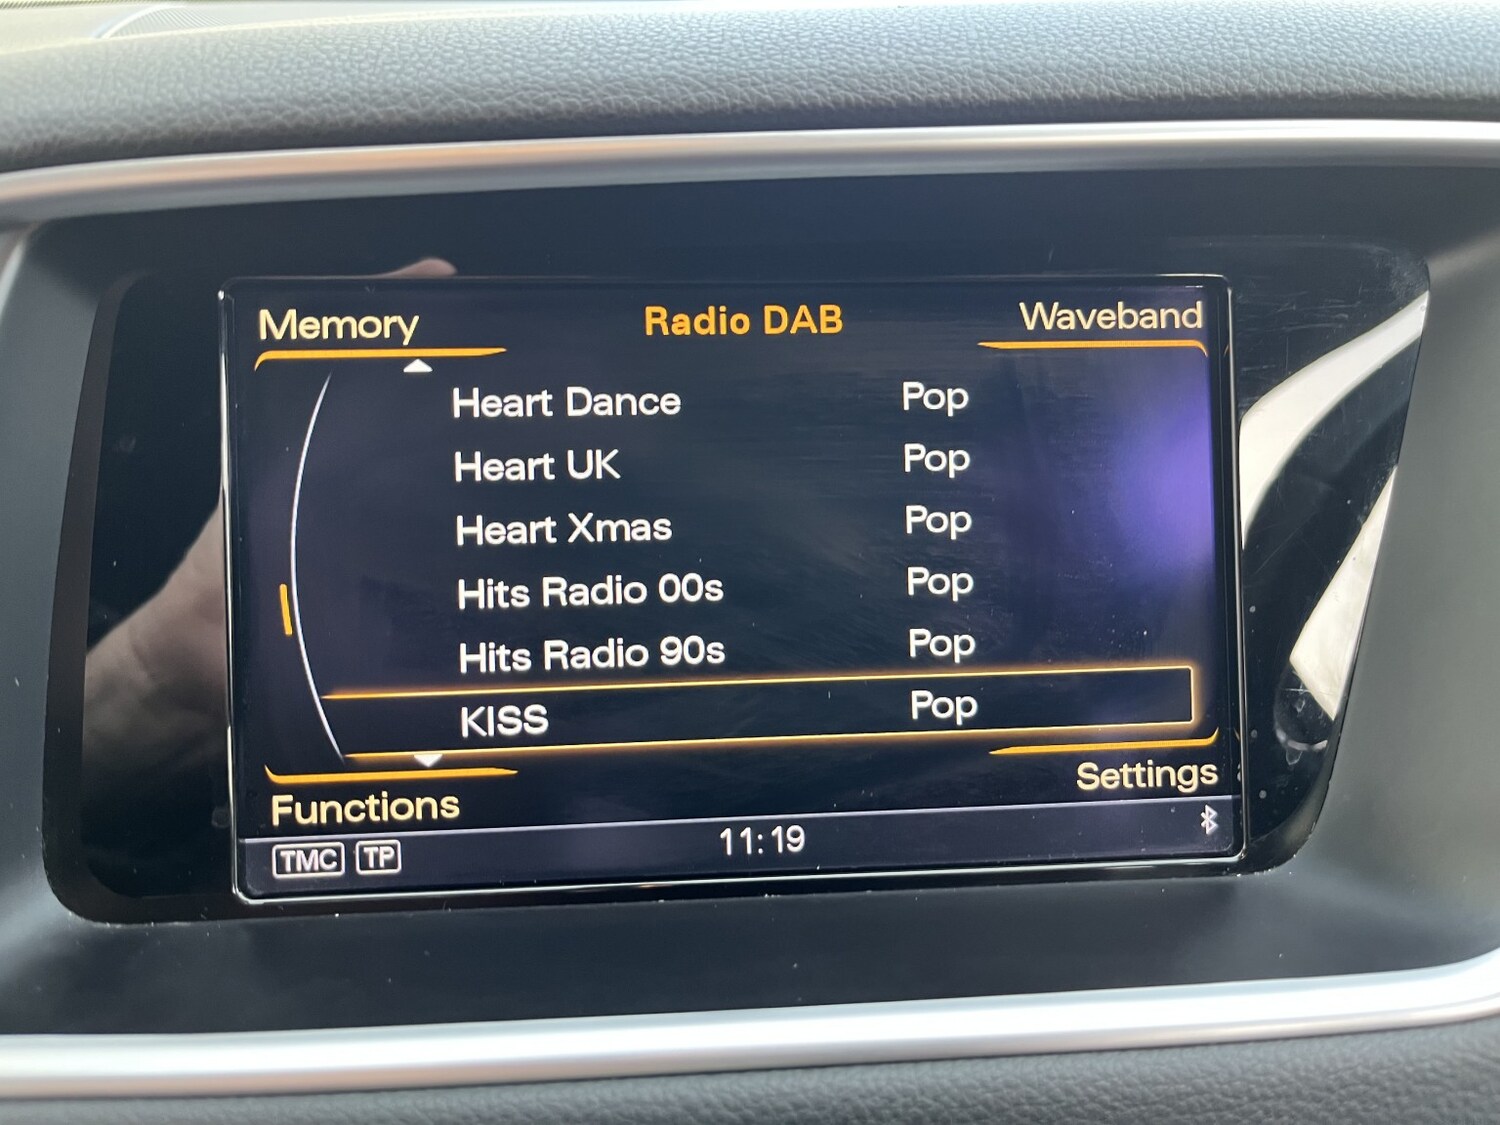 Memory Radio DAB Waveband
Heart Dance Pop
Heart UK Pop
Heart Xmas Pop
Hits Radio 00s Pop
Hits Radio 90s Pop
KISS Pop
Functions Settings
TMC TP 11:19